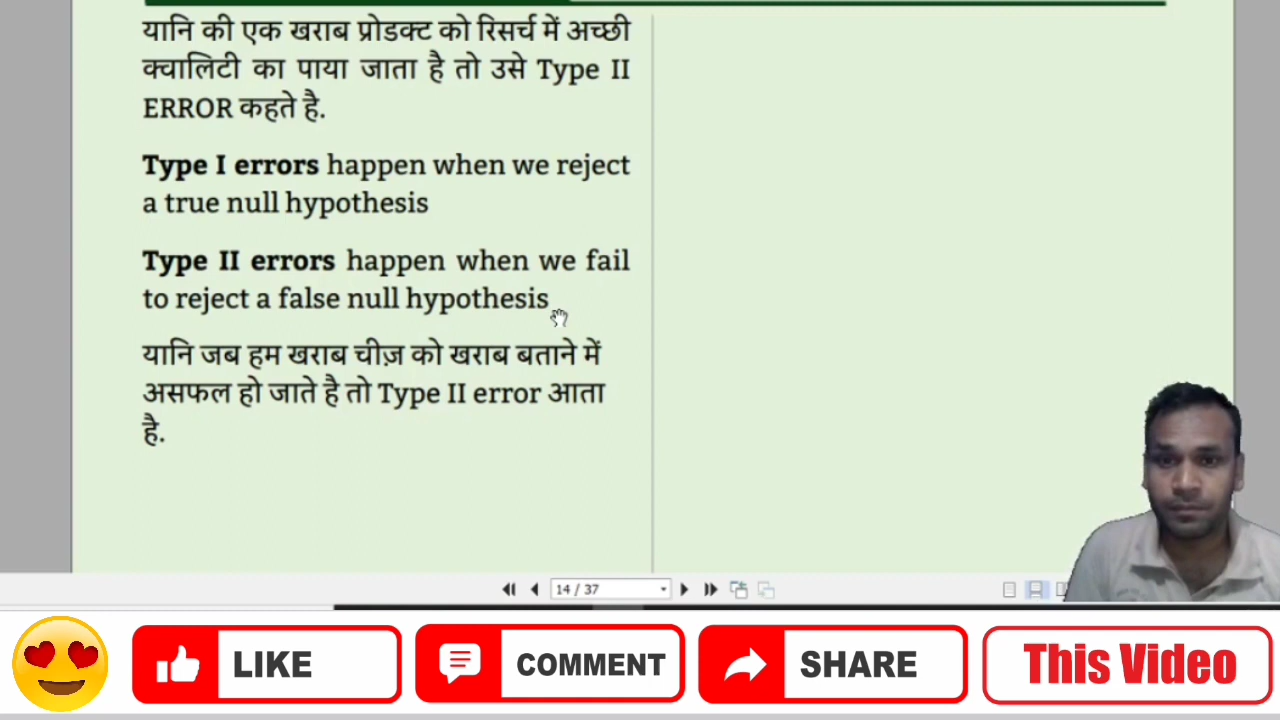 यानि की एक खराब प्रोडक्ट को रिसर्च में अच्छी
क्वालिटी का पाया जाता है तो उसे Type II
ERROR कहते है.
Type I errors happen when we reject
a true null hypothesis
Type II errors happen when we fail
to reject a false null hypothesis
यानि जब हम खराब चीज़ को खराब बताने में
असफल हो जाते है तो Type II error आता
है.
14 / 37
LIKE
COMMENT
SHARE
This Video